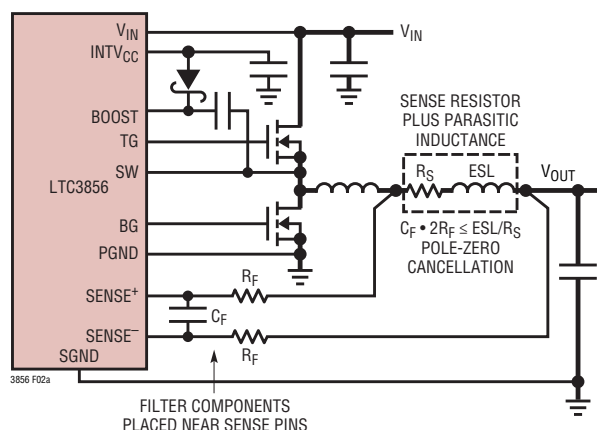 VIN
INTVCC
BOOST
TG
SW
LTC3856
BG
PGND
SENSE+
SENSE–
SGND
3856 F02a
VIN
SENSE RESISTOR
PLUS PARASITIC
INDUCTANCE
RS
ESL
VOUT
CF • 2RF ≤ ESL/RS
POLE-ZERO
CANCELLATION
RF
CF
RF
FILTER COMPONENTS
PLACED NEAR SENSE PINS